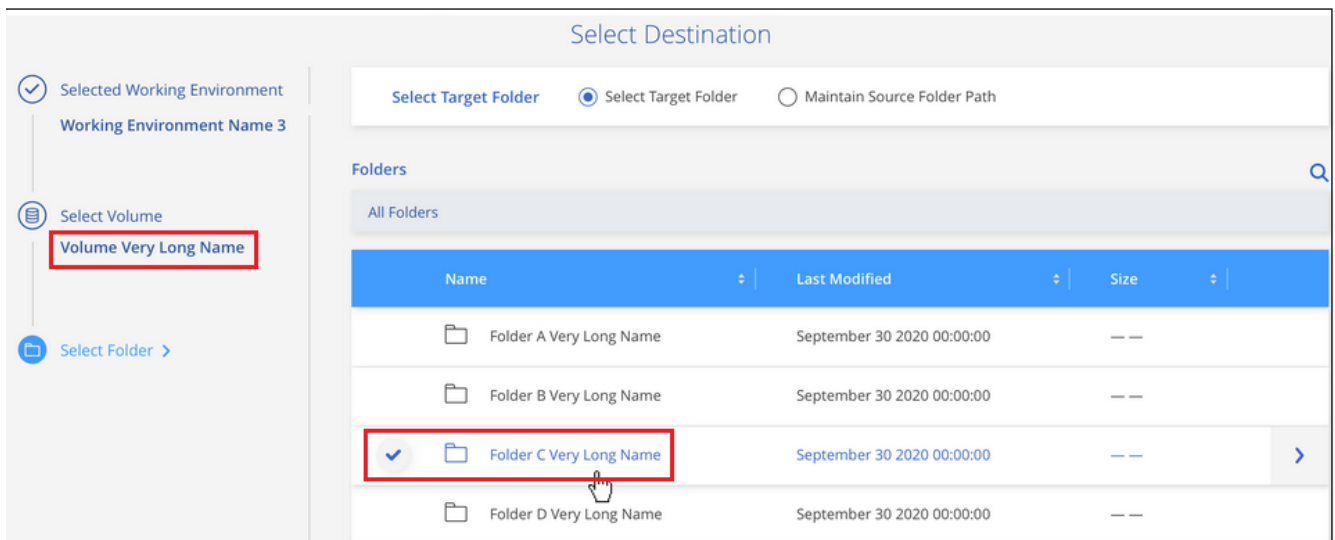 Select Destination
Selected Working Environment
Working Environment Name 3
Select Volume
Volume Very Long Name
Select Folder >
Select Target Folder Select Target Folder Maintain Source Folder Path
Folders
All Folders
Name Last Modified Size
Folder A Very Long Name September 30 2020 00:00:00 — —
Folder B Very Long Name September 30 2020 00:00:00 — —
Folder C Very Long Name September 30 2020 00:00:00 — —
Folder D Very Long Name September 30 2020 00:00:00 — —